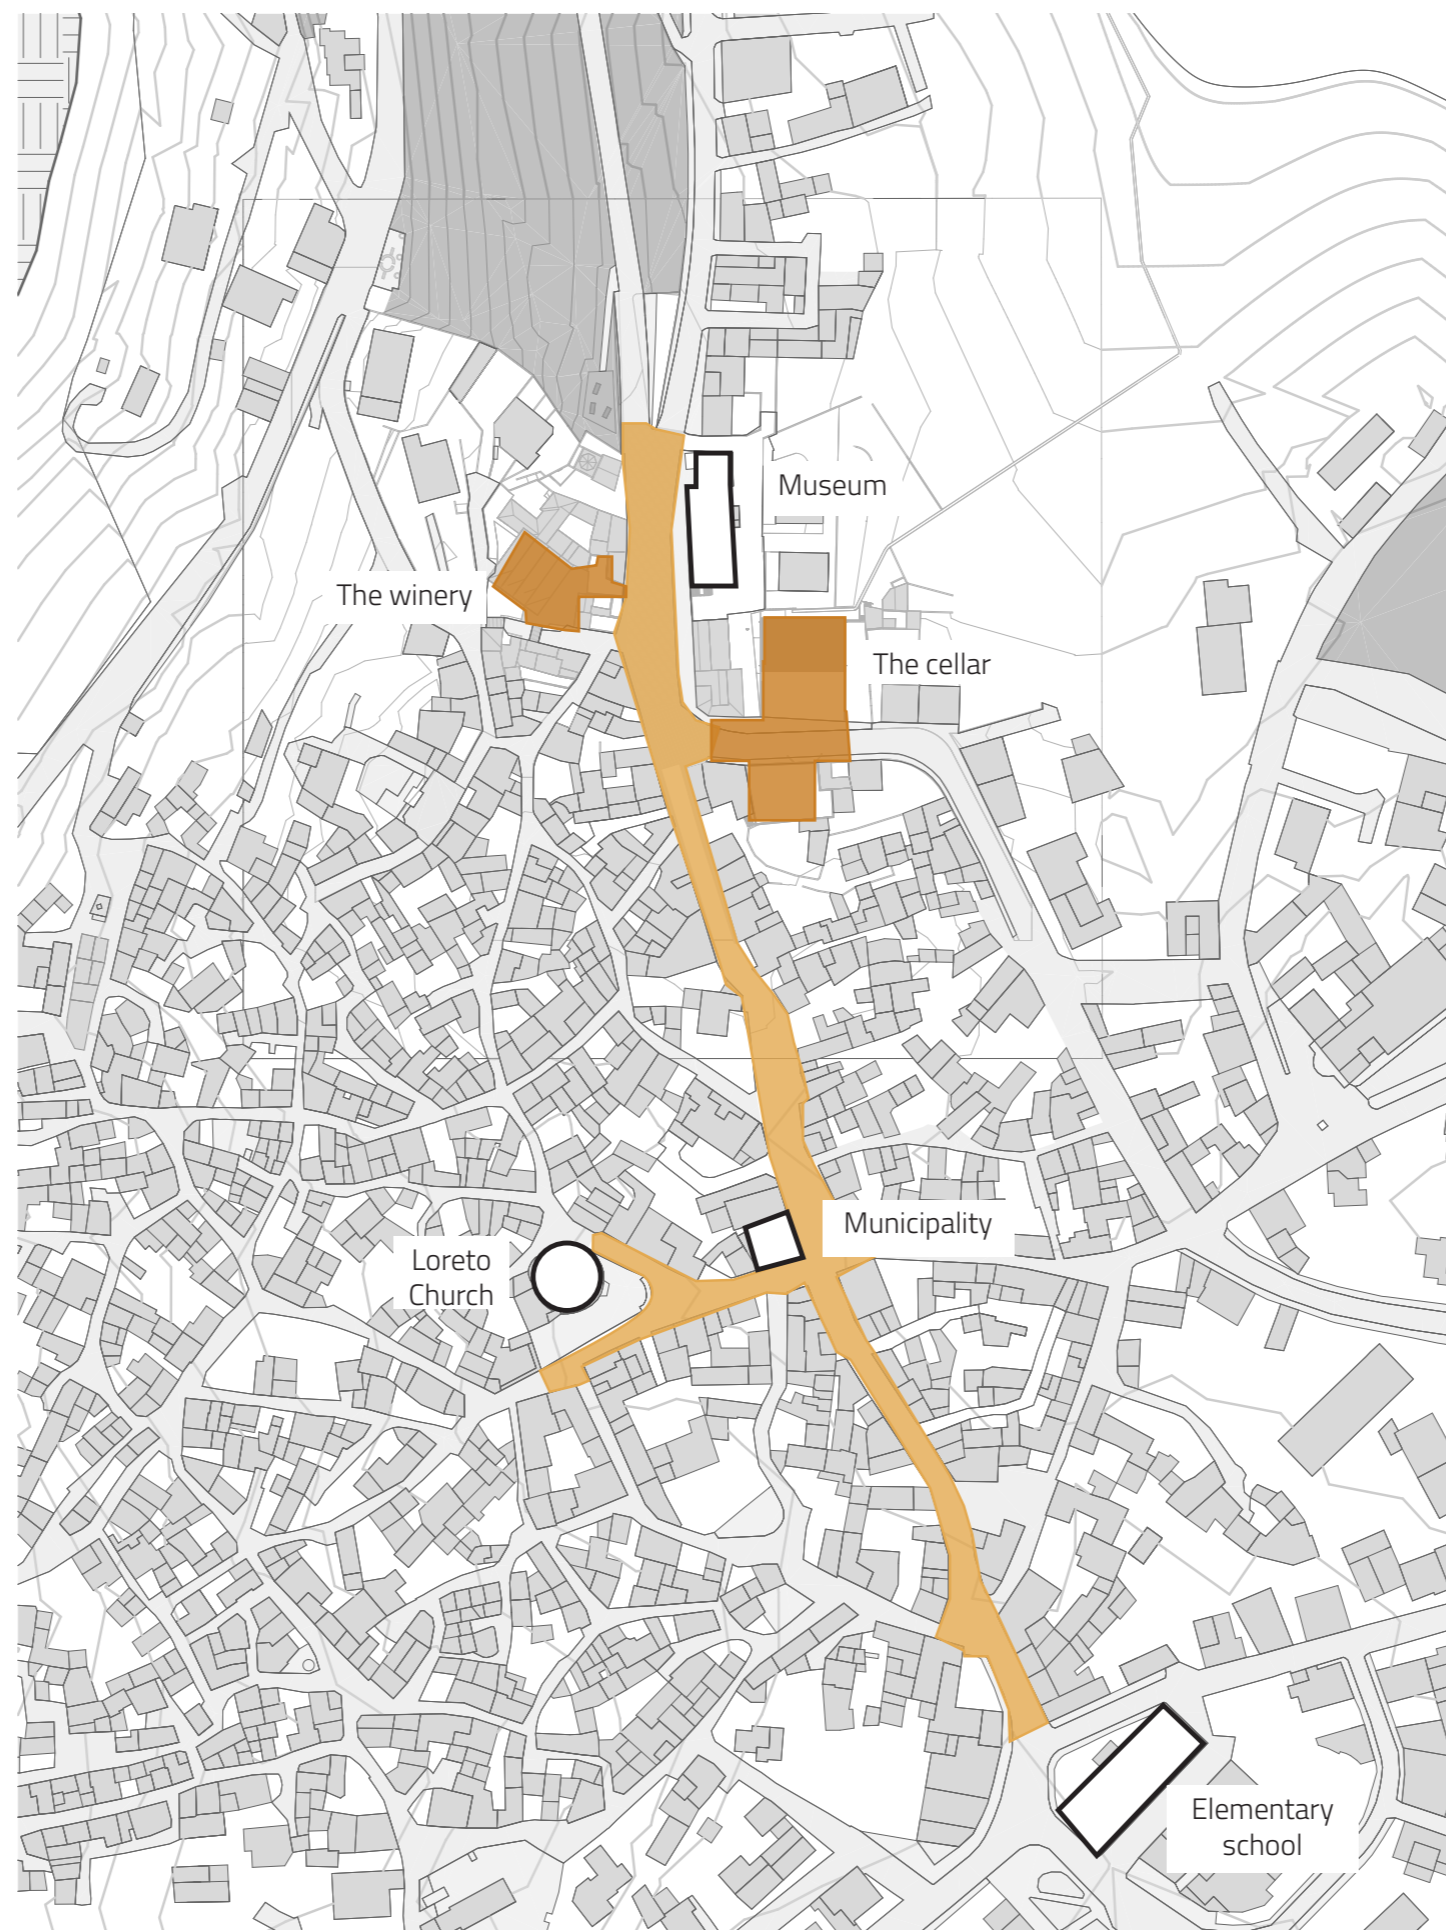 Museum
The winery
The cellar
Municipality
Loreto
Church
Elementary
school